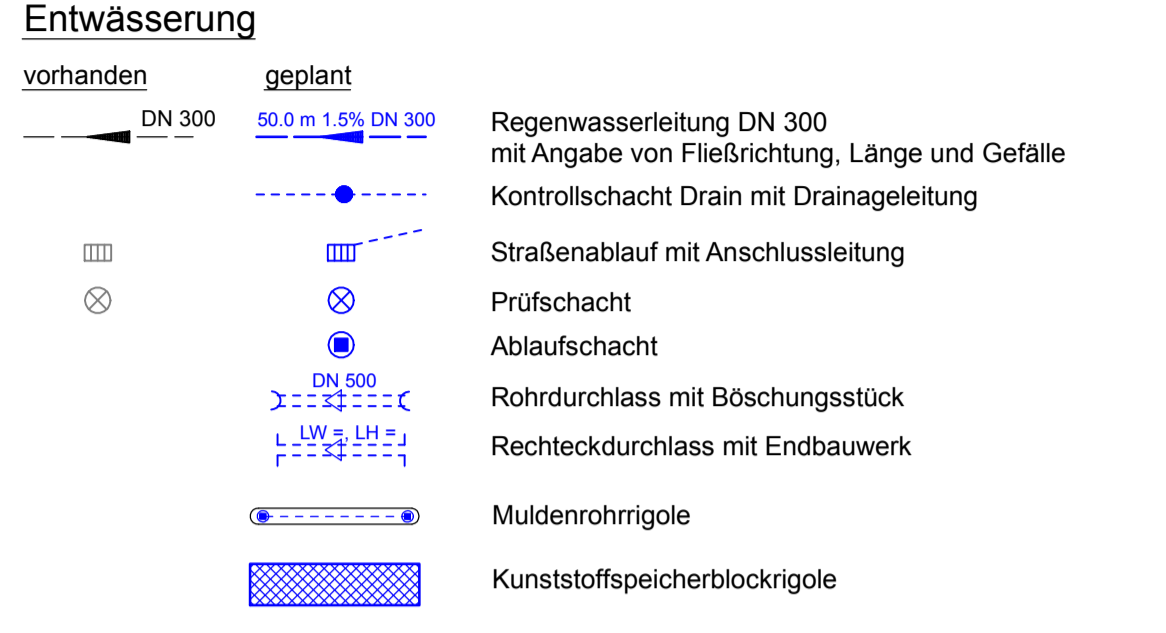 Entwässerung
vorhanden geplant
DN 300 50.0 m 1.5% DN 300 Regenwasserleitung DN 300
mit Angabe von Fließrichtung, Länge und Gefälle
Kontrollschacht Drain mit Drainageleitung
Straßenablauf mit Anschlussleitung
Prüfschacht
Ablaufschacht
DN 500
Rohrdurchlass mit Böschungsstück
LW =, LH =
Rechteckdurchlass mit Endbauwerk
Muldenrohrrigole
Kunststoffspeicherblockrigole